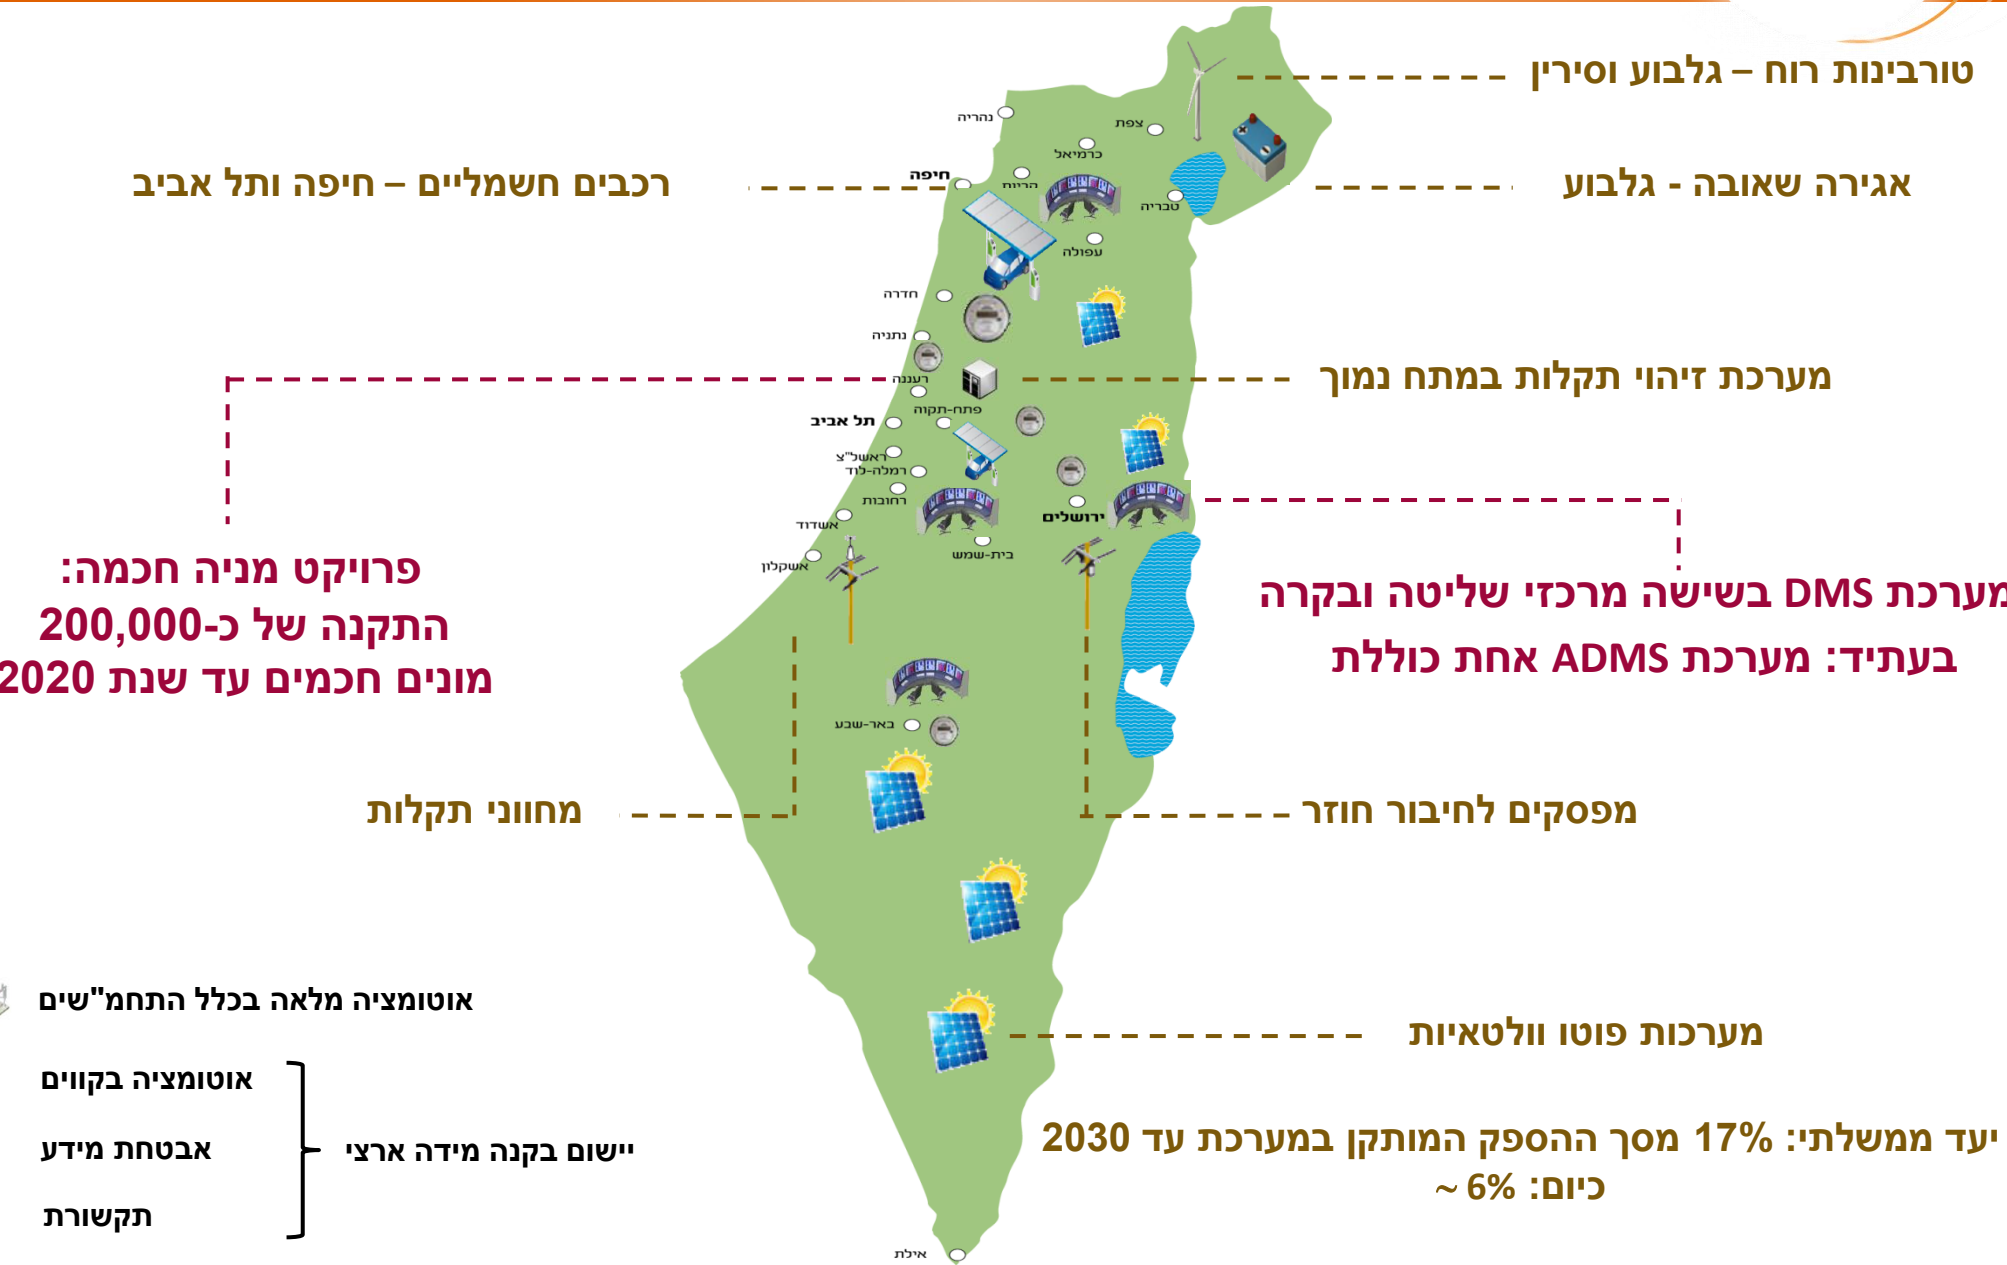 טורבינות רוח – גלבוע וסירין
אגירה שאובה - גלבוע
רכבים חשמליים – חיפה ותל אביב
נהריה
צפת
כרמיאל
חיפה
קריות
טבריה
עפולה
חדרה
נתניה
רעננה
פתח-תקוה
תל אביב
ראשל"צ
רמלה-לוד
רחובות
ירושלים
אשדוד
בית-שמש
אשקלון
באר-שבע
אילת
מערכת זיהוי תקלות במתח נמוך
פרויקט מניה חכמה:
התקנה של כ-200,000
מונים חכמים עד שנת 2020
מערכת DMS בשישה מרכזי שליטה ובקרה
בעתיד: מערכת ADMS אחת כוללת
מחווני תקלות
מפסקים לחיבור חוזר
מערכות פוטו וולטאיות
יעד ממשלתי: 17% מסך ההספק המותקן במערכת עד 2030
כיום: 6% ~
אוטומציה מלאה בכלל התחמ"שים
אוטומציה בקווים
אבטחת מידע
תקשורת
יישום בקנה מידה ארצי